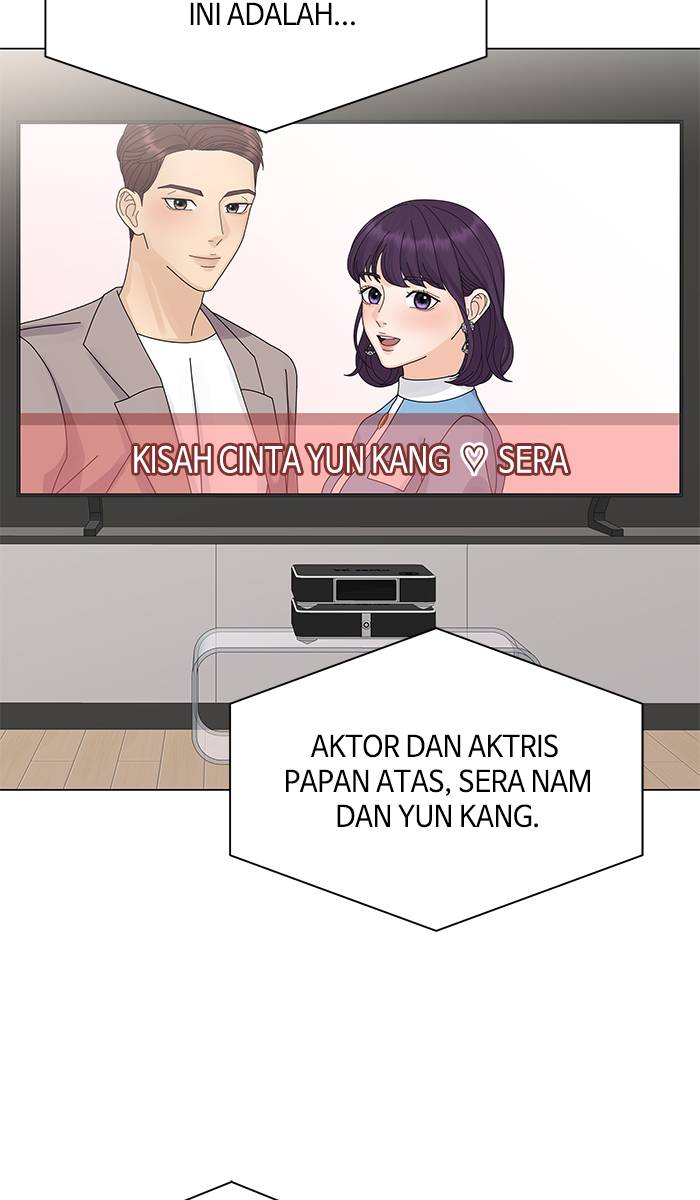 INI ADALAH...
KISAH CINTA YUN KANG ♡ SERA
AKTOR DAN AKTRIS
PAPAN ATAS, SERA NAM
DAN YUN KANG.